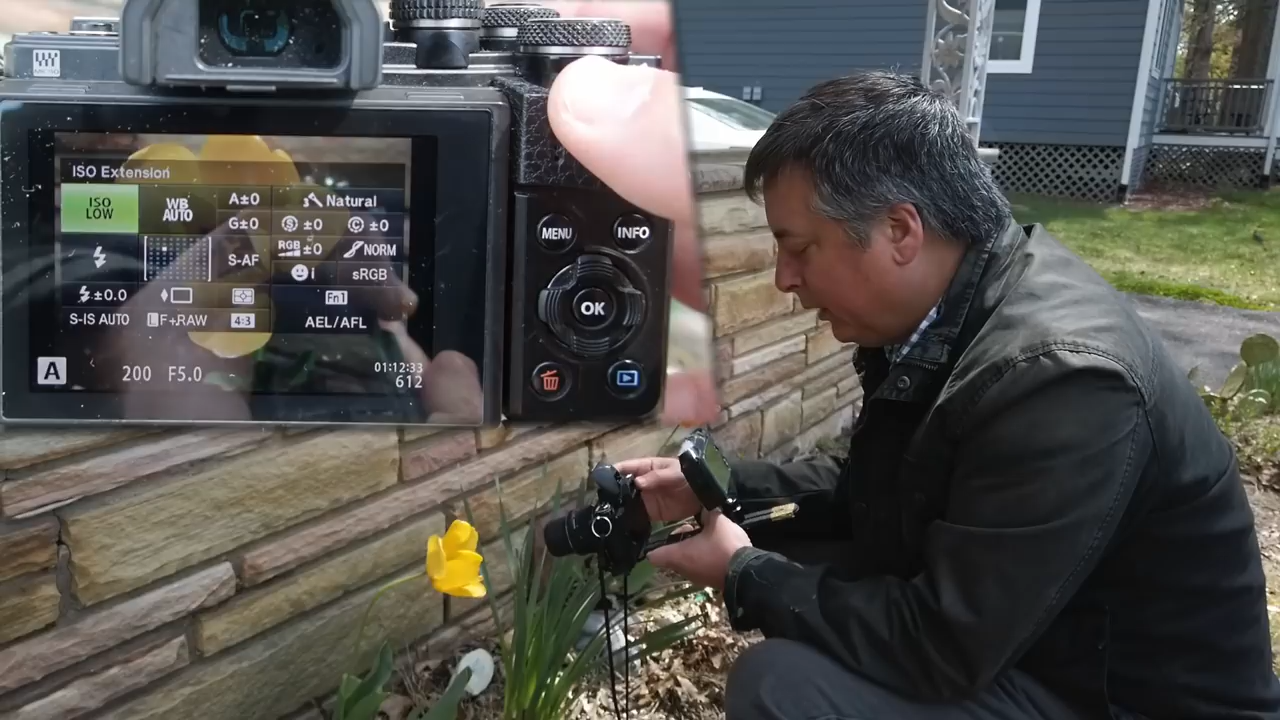 ISO Extension
ISO LOW
WB AUTO
A±0
G±0
Natural
S ±0
C ±0
RGB ±0
NORM
S-AF
i
sRGB
±0.0
Fn1
S-IS AUTO
LF+RAW
4:3
AEL/AFL
A
200 F5.0
01:12:33
612
MENU
INFO
OK